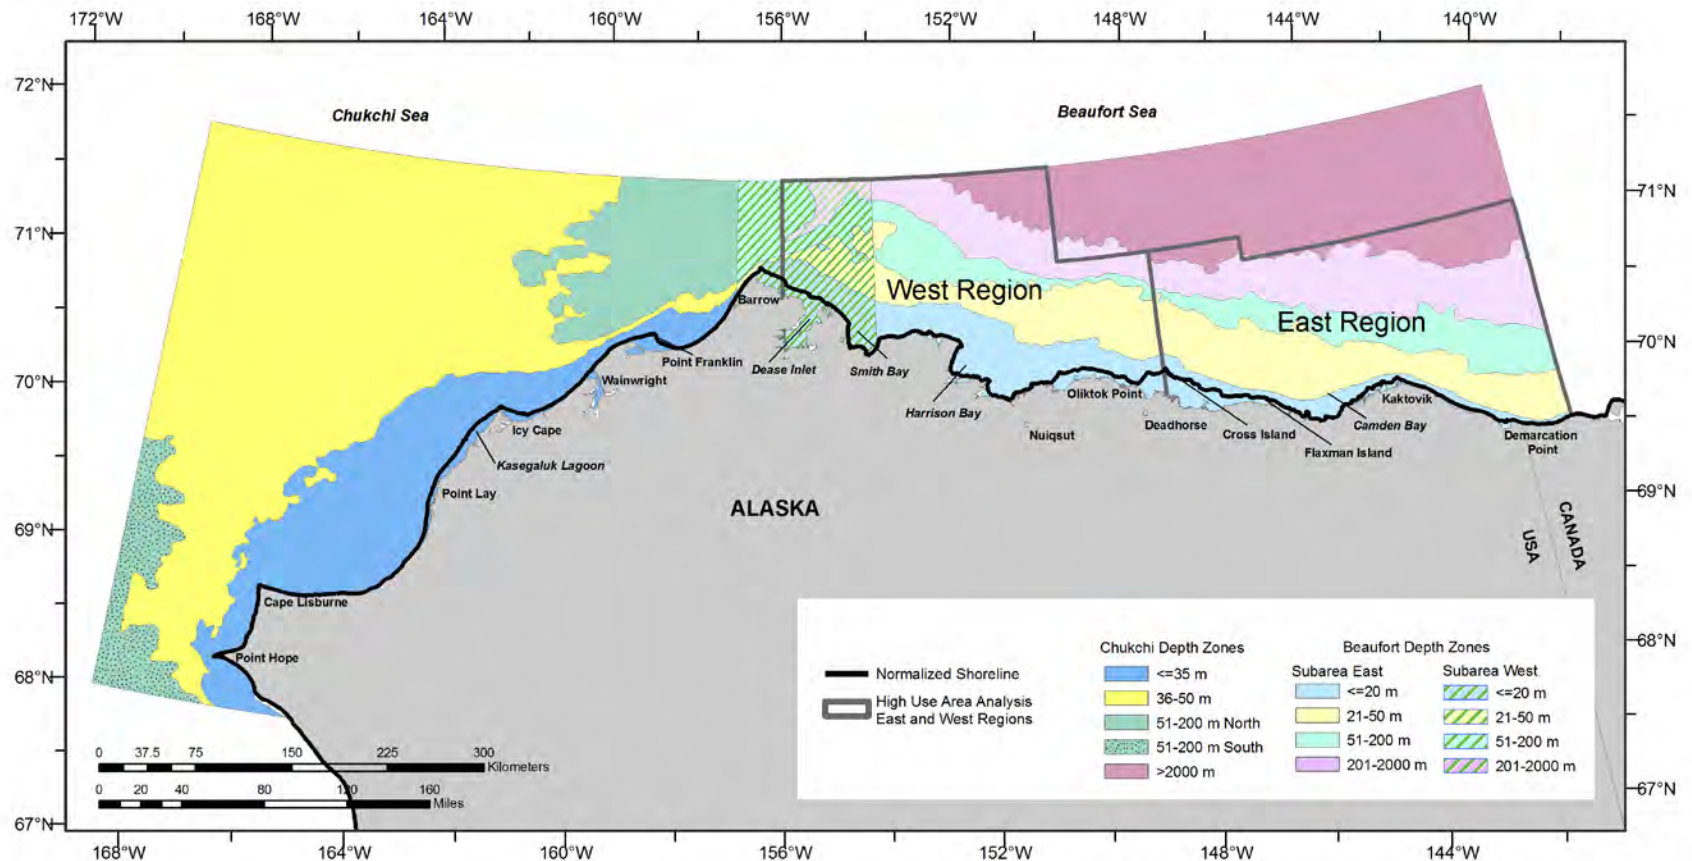 172°W 168°W 164°W 160°W 156°W 152°W 148°W 144°W 140°W
72°N
Chukchi Sea
Beaufort Sea
71°N
71°N
West Region
Barrow
East Region
70°N
Point Franklin
Dease Inlet
Smith Bay
70°N
Wainwright
Harrison Bay
Oliktok Point
Kaktovik
Icy Cape
Nuiqsut
Deadhorse
Cross Island
Camden Bay
Demarcation
Point
Flaxman Island
Kasegaluk Lagoon
Point Lay
69°N
ALASKA
69°N
USA
CANADA
Cape Lisburne
Point Hope
68°N
68°N
Normalized Shoreline
High Use Area Analysis
East and West Regions
Chukchi Depth Zones
<=35 m
36-50 m
51-200 m North
51-200 m South
>2000 m
Beaufort Depth Zones
Subarea East
<=20 m
21-50 m
51-200 m
201-2000 m
Subarea West
<=20 m
21-50 m
51-200 m
201-2000 m
0 37.5 75 150 225 300
Kilometers
0 20 40 80 120 160
Miles
67°N
67°N
168°W 164°W 160°W 156°W 152°W 148°W 144°W